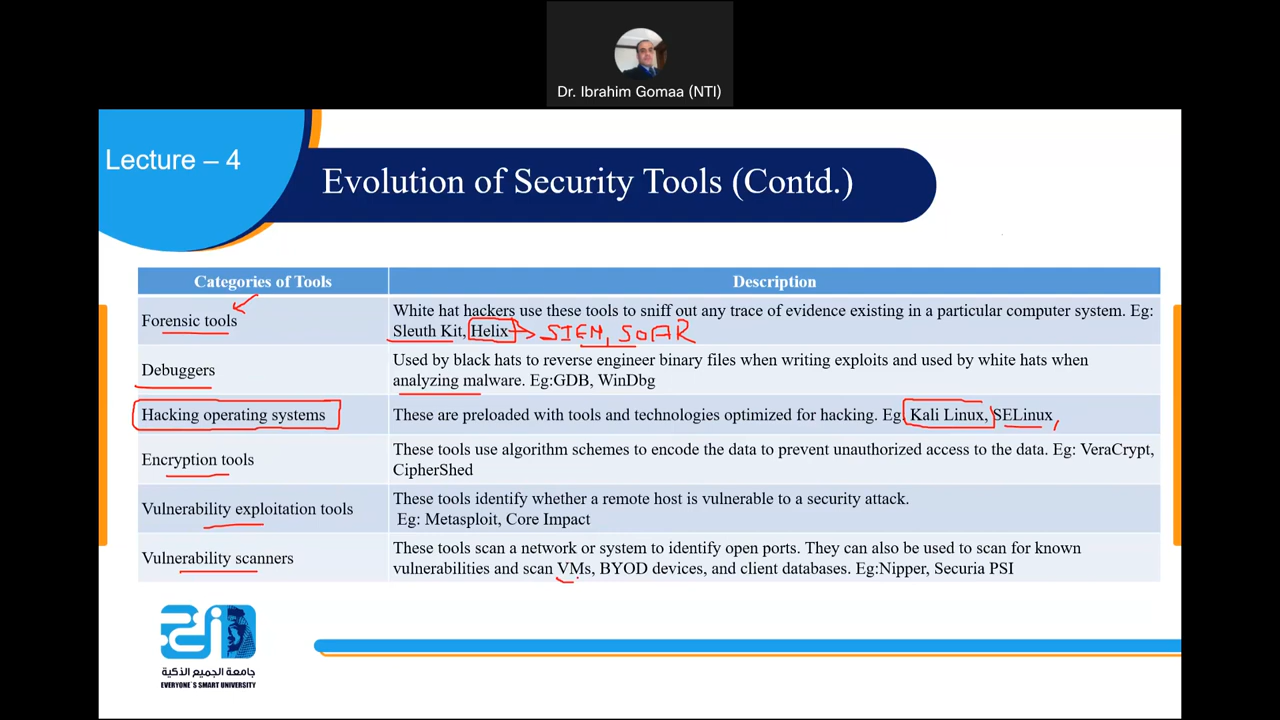 Dr. Ibrahim Gomaa (NTI)
Lecture – 4
Evolution of Security Tools (Contd.)
Categories of Tools
Description
Forensic tools
White hat hackers use these tools to sniff out any trace of evidence existing in a particular computer system. Eg:
Sleuth Kit, Helix SIEM, SOAR
Debuggers
Used by black hats to reverse engineer binary files when writing exploits and used by white hats when
analyzing malware. Eg:GDB, WinDbg
Hacking operating systems
These are preloaded with tools and technologies optimized for hacking. Eg Kali Linux, SELinux,
Encryption tools
These tools use algorithm schemes to encode the data to prevent unauthorized access to the data. Eg: VeraCrypt,
CipherShed
Vulnerability exploitation tools
These tools identify whether a remote host is vulnerable to a security attack.
Eg: Metasploit, Core Impact
Vulnerability scanners
These tools scan a network or system to identify open ports. They can also be used to scan for known
vulnerabilities and scan VMs, BYOD devices, and client databases. Eg:Nipper, Securia PSI
جامعة الجميع الذكية
EVERYONE`S SMART UNIVERSITY